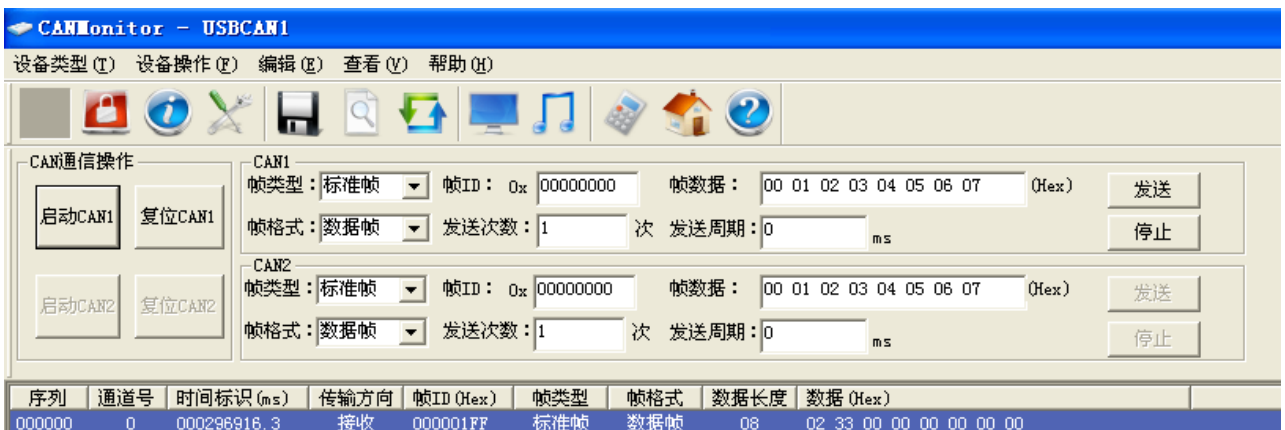 CANMonitor - USBCAN1
设备类型(T) 设备操作(F) 编辑(E) 查看(V) 帮助(H)
CAN通信操作
启动CAN1 复位CAN1
启动CAN2 复位CAN2
CAN1
帧类型：标准帧 帧ID： 0x 00000000 帧数据： 00 01 02 03 04 05 06 07 (Hex) 发送
帧格式：数据帧 发送次数：1 次 发送周期：0 ms 停止
CAN2
帧类型：标准帧 帧ID： 0x 00000000 帧数据： 00 01 02 03 04 05 06 07 (Hex) 发送
帧格式：数据帧 发送次数：1 次 发送周期：0 ms 停止
序列 通道号 时间标识(ms) 传输方向 帧ID(Hex) 帧类型 帧格式 数据长度 数据(Hex)
000000 0 000296916.3 接收 000001FF 标准帧 数据帧 08 02 33 00 00 00 00 00 00